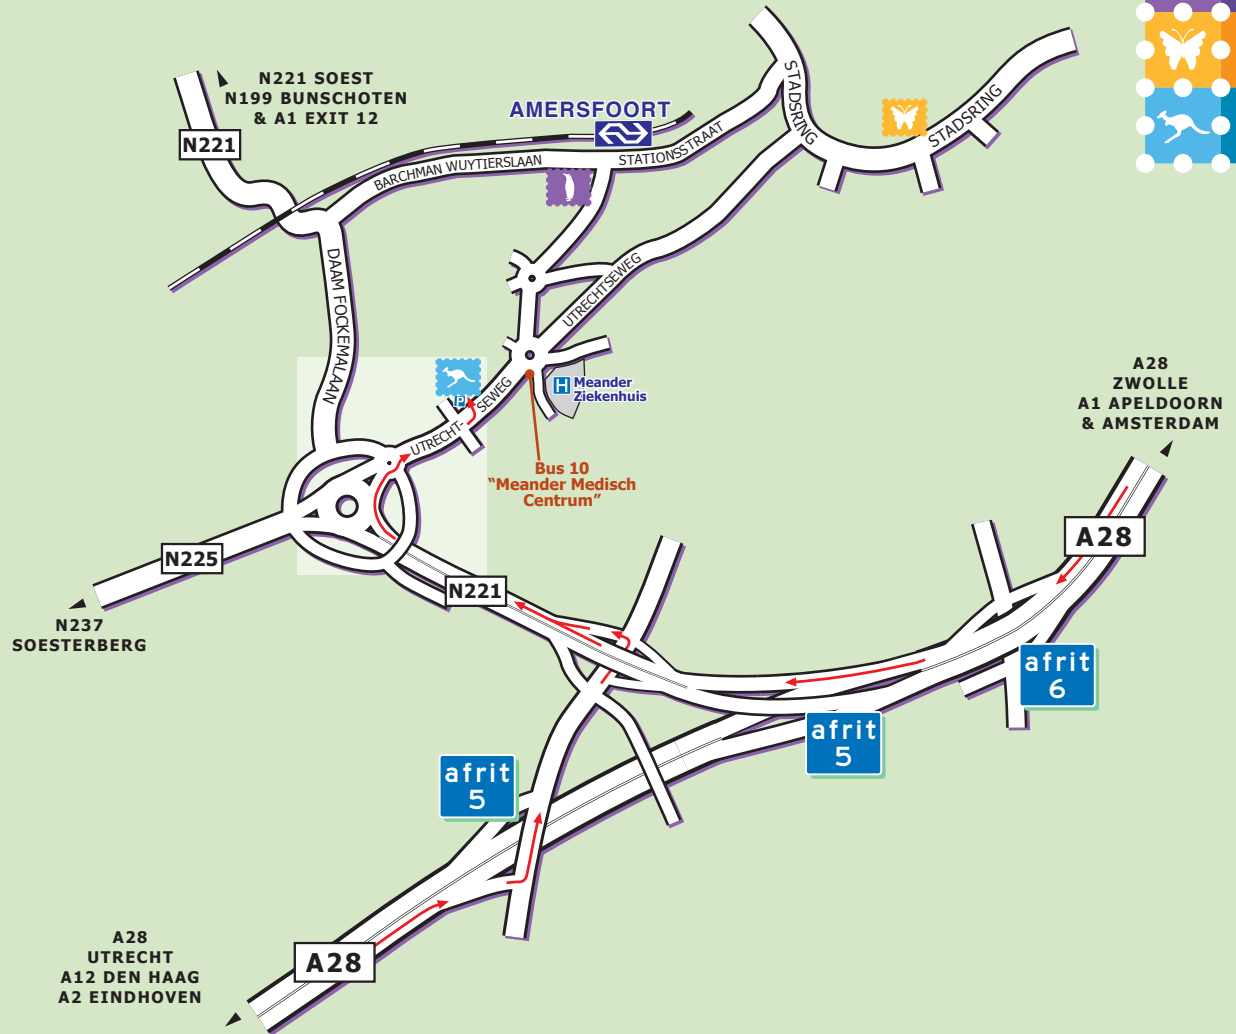 N221 SOEST
N199 BUNSCHOTEN
& A1 EXIT 12
N221
AMERSFOORT
BARCHMAN WUYTIERSLAAN
STATIONSSTRAAT
STADSRING
STADSRING
DAAM FOCKEMALAAN
UTRECHTSEWEG
UTRECHT-
SEWEG
P
H
Meander
Ziekenhuis
Bus 10
“Meander Medisch
Centrum”
A28
ZWOLLE
A1 APELDOORN
& AMSTERDAM
A28
N225
N237
SOESTERBERG
N221
afrit
6
afrit
5
afrit
5
A28
A28
UTRECHT
A12 DEN HAAG
A2 EINDHOVEN